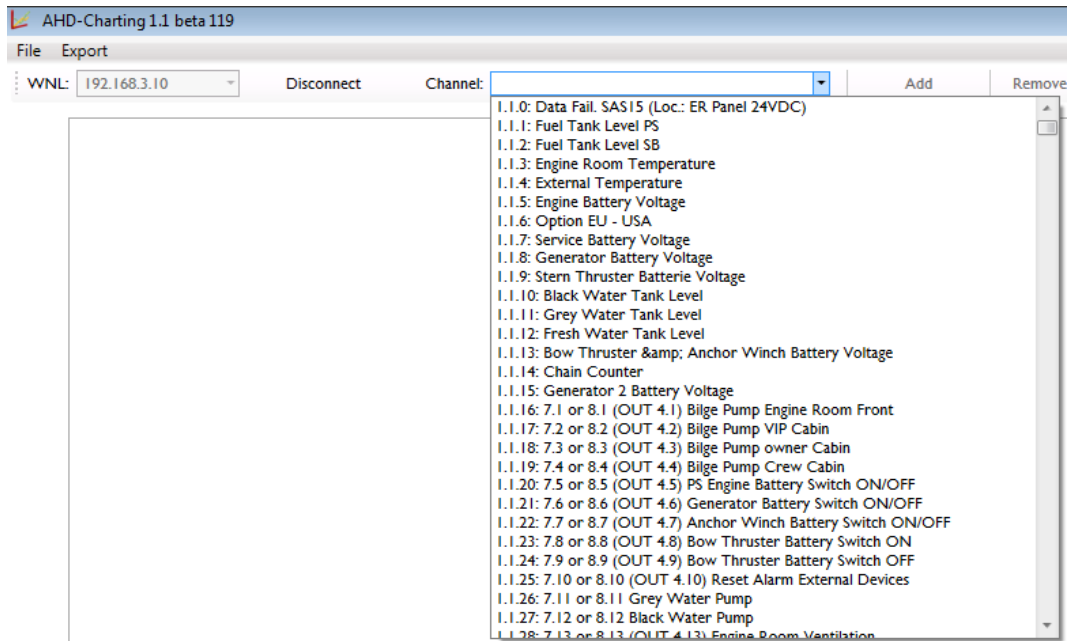 AHD-Charting 1.1 beta 119
File Export
WNL: 192.168.3.10 Disconnect Channel: Add Remove
1.1.0: Data Fail. SAS15 (Loc.: ER Panel 24VDC)
1.1.1: Fuel Tank Level PS
1.1.2: Fuel Tank Level SB
1.1.3: Engine Room Temperature
1.1.4: External Temperature
1.1.5: Engine Battery Voltage
1.1.6: Option EU - USA
1.1.7: Service Battery Voltage
1.1.8: Generator Battery Voltage
1.1.9: Stern Thruster Batterie Voltage
1.1.10: Black Water Tank Level
1.1.11: Grey Water Tank Level
1.1.12: Fresh Water Tank Level
1.1.13: Bow Thruster &amp; Anchor Winch Battery Voltage
1.1.14: Chain Counter
1.1.15: Generator 2 Battery Voltage
1.1.16: 7.1 or 8.1 (OUT 4.1) Bilge Pump Engine Room Front
1.1.17: 7.2 or 8.2 (OUT 4.2) Bilge Pump VIP Cabin
1.1.18: 7.3 or 8.3 (OUT 4.3) Bilge Pump owner Cabin
1.1.19: 7.4 or 8.4 (OUT 4.4) Bilge Pump Crew Cabin
1.1.20: 7.5 or 8.5 (OUT 4.5) PS Engine Battery Switch ON/OFF
1.1.21: 7.6 or 8.6 (OUT 4.6) Generator Battery Switch ON/OFF
1.1.22: 7.7 or 8.7 (OUT 4.7) Anchor Winch Battery Switch ON/OFF
1.1.23: 7.8 or 8.8 (OUT 4.8) Bow Thruster Battery Switch ON
1.1.24: 7.9 or 8.9 (OUT 4.9) Bow Thruster Battery Switch OFF
1.1.25: 7.10 or 8.10 (OUT 4.10) Reset Alarm External Devices
1.1.26: 7.11 or 8.11 Grey Water Pump
1.1.27: 7.12 or 8.12 Black Water Pump
1.1.28: 7.13 or 8.13 (OUT 4.13) Engine Room Ventilation